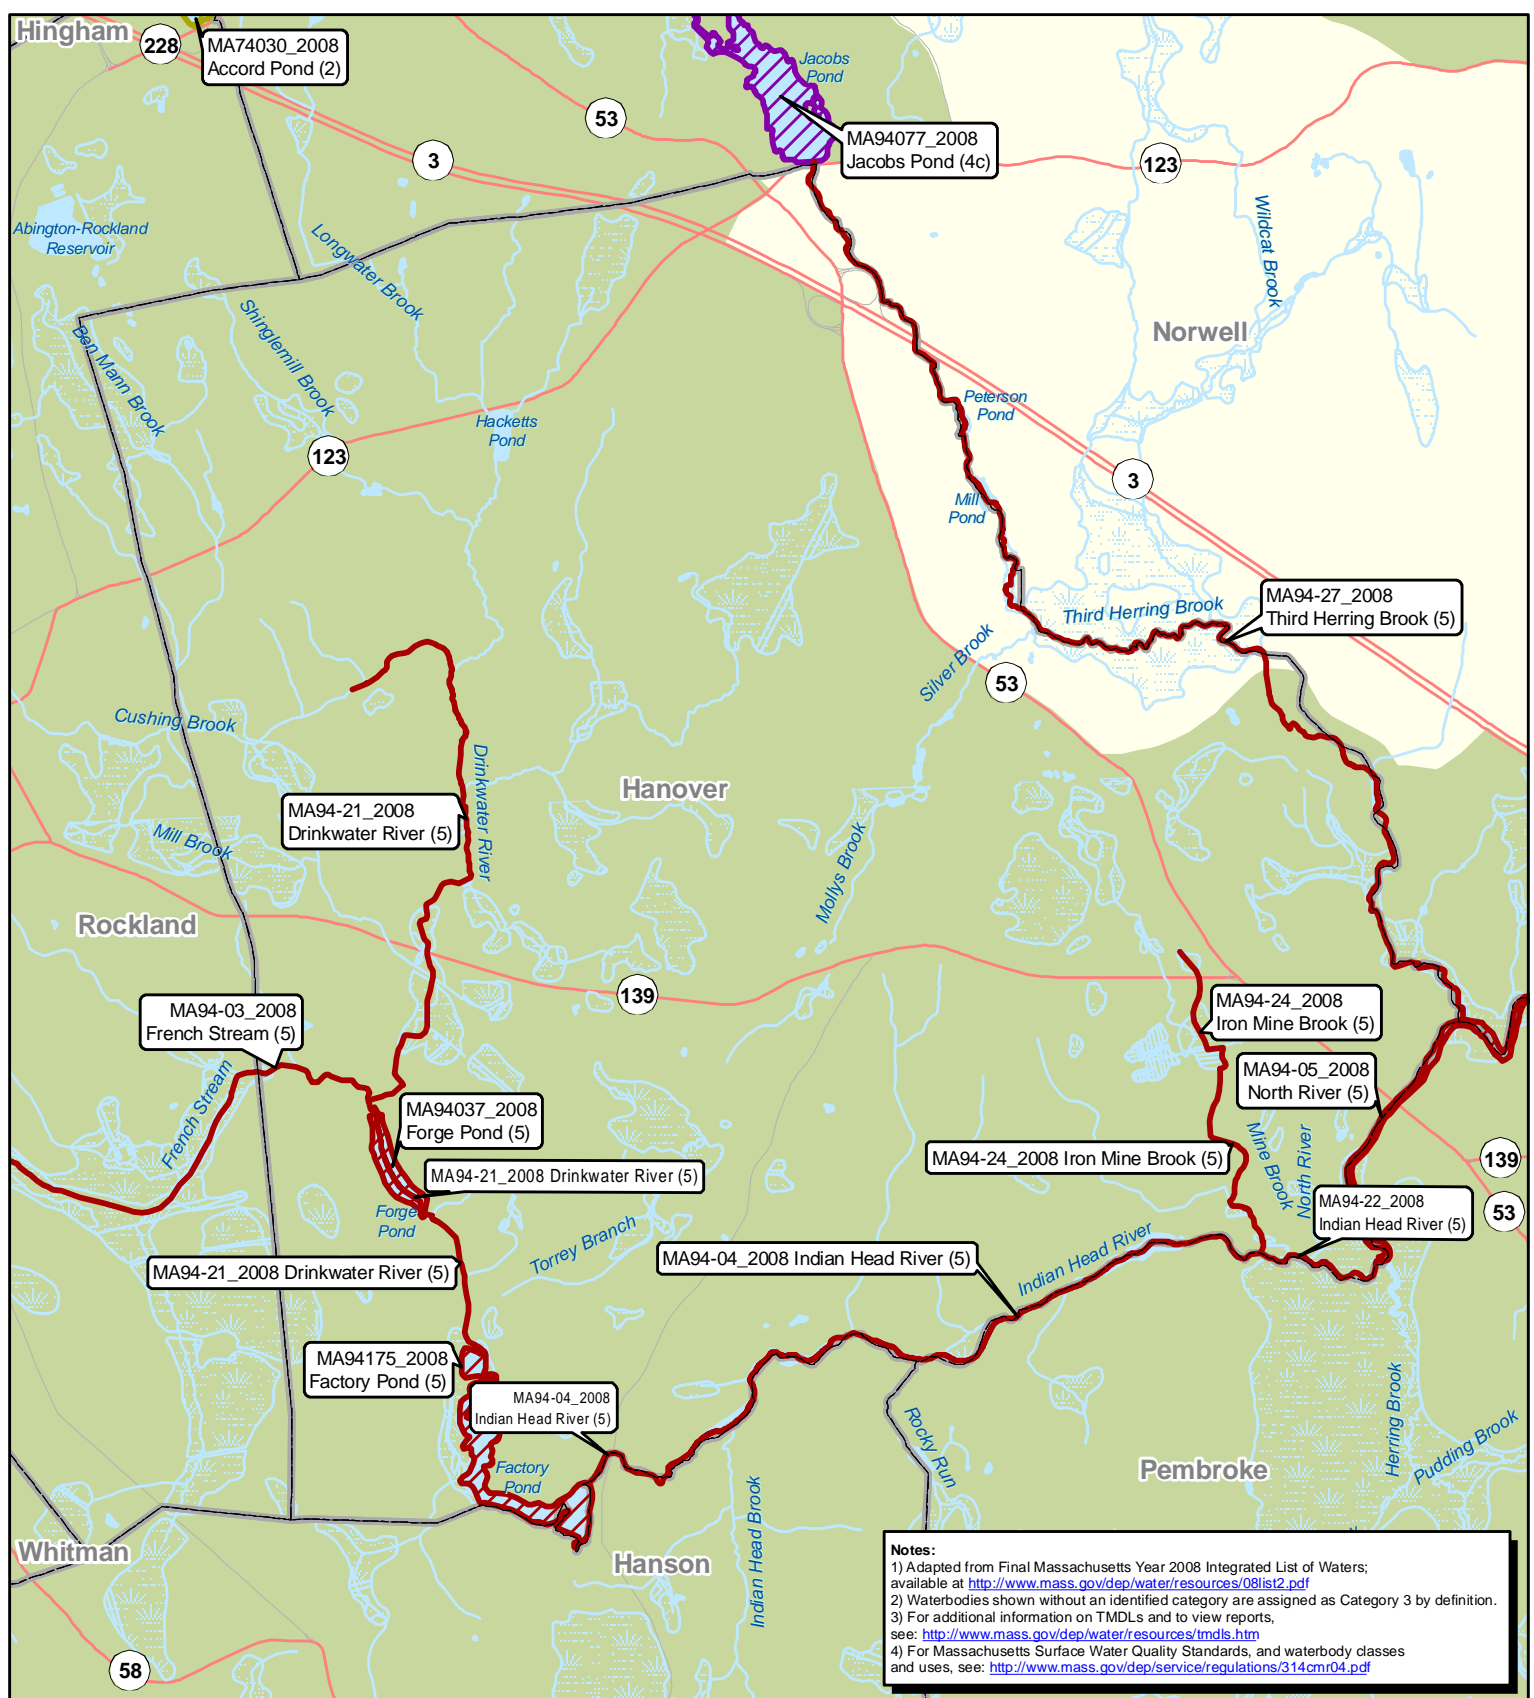 Hingham
228
MA74030_2008
Accord Pond (2)
Jacobs
Pond
53
3
MA94077_2008
Jacobs Pond (4c)
123
Abington-Rockland
Reservoir
Longwater Brook
Wildcat Brook
Shinglemill Brook
Ben Mann Brook
Norwell
Peterson
Pond
Hacketts
Pond
123
3
Mill
Pond
MA94-27_2008
Third Herring Brook (5)
Third Herring Brook
Silver Brook
53
Cushing Brook
Drinkwater River
Hanover
MA94-21_2008
Drinkwater River (5)
Mill Brook
Mollys Brook
Rockland
139
MA94-03_2008
French Stream (5)
MA94-24_2008
Iron Mine Brook (5)
French Stream
MA94-05_2008
North River (5)
MA94037_2008
Forge Pond (5)
Mine Brook
North River
MA94-24_2008 Iron Mine Brook (5)
139
MA94-21_2008 Drinkwater River (5)
MA94-22_2008
Indian Head River (5)
53
Forge
Pond
Torrey Branch
Indian Head River
MA94-04_2008 Indian Head River (5)
MA94-21_2008 Drinkwater River (5)
MA94175_2008
Factory Pond (5)
MA94-04_2008
Indian Head River (5)
Herring Brook
Rocky Run
Pudding Brook
Factory
Pond
Pembroke
Indian Head Brook
Whitman
Hanson
58
Notes:
1) Adapted from Final Massachusetts Year 2008 Integrated List of Waters;
available at http://www.mass.gov/dep/water/resources/08list2.pdf
2) Waterbodies shown without an identified category are assigned as Category 3 by definition.
3) For additional information on TMDLs and to view reports,
see: http://www.mass.gov/dep/water/resources/tmdls.htm
4) For Massachusetts Surface Water Quality Standards, and waterbody classes
and uses, see: http://www.mass.gov/dep/service/regulations/314cmr04.pdf